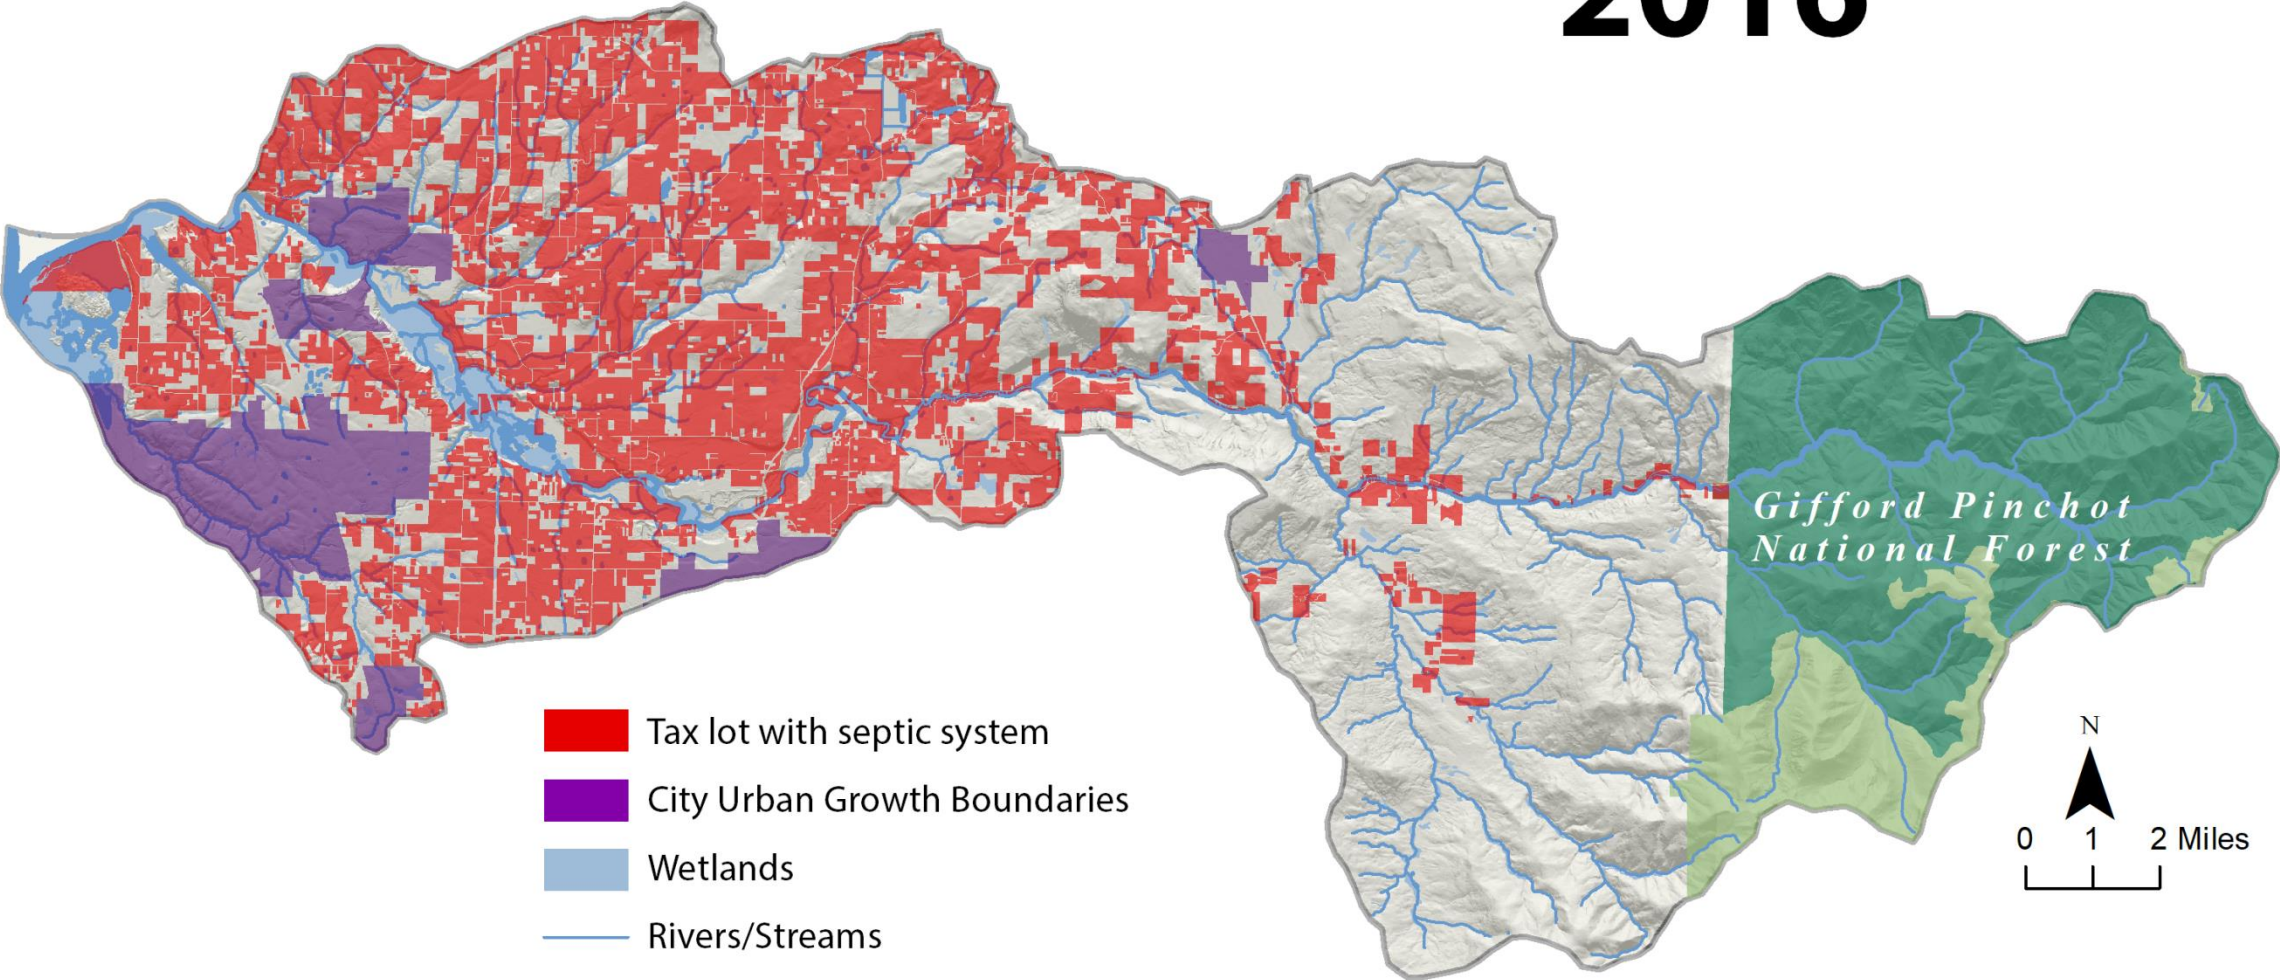 2016
Gifford Pinchot
National Forest
Tax lot with septic system
City Urban Growth Boundaries
Wetlands
Rivers/Streams
N
0 1 2 Miles